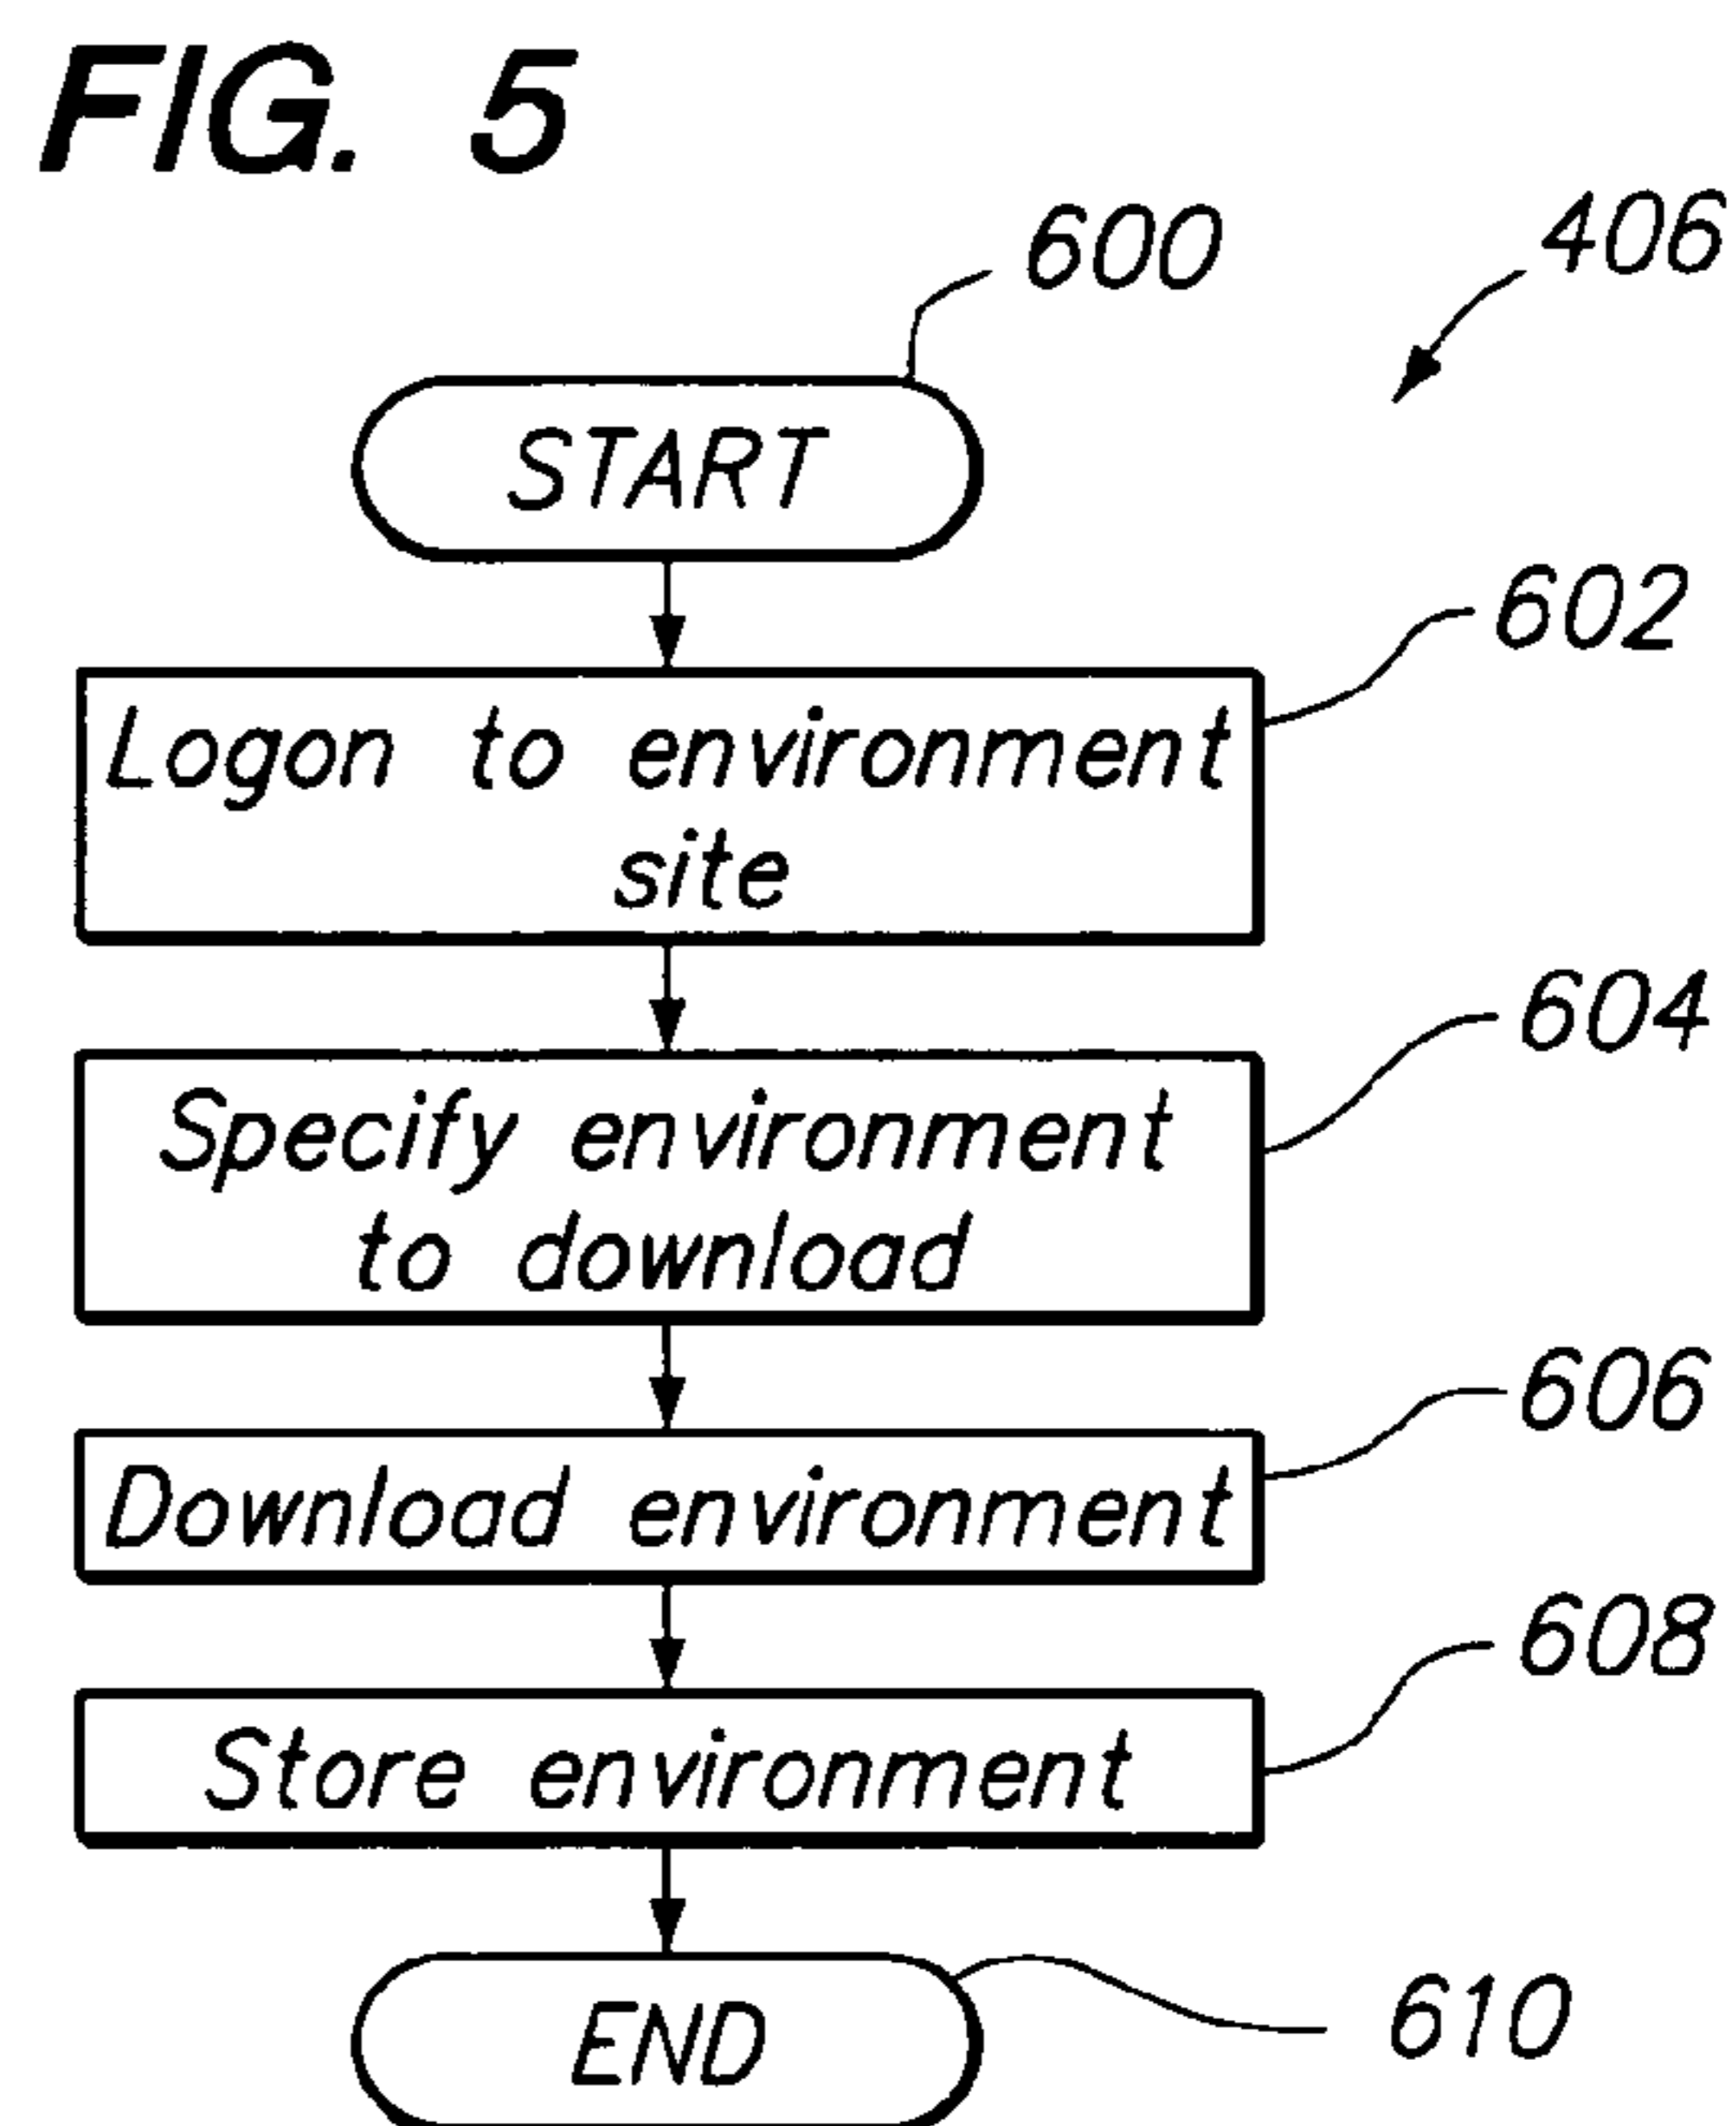 FIG. 5
600
406
START
602
Logon to environment
site
604
Specify environment
to download
606
Download environment
608
Store environment
END
610